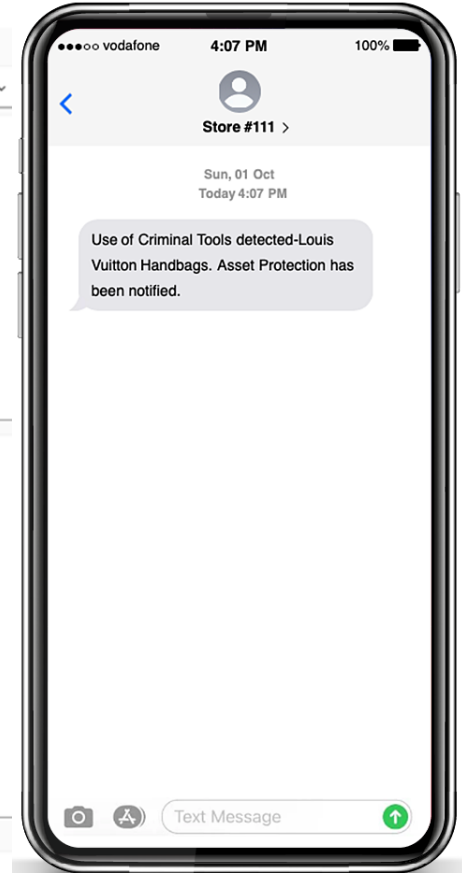 vodafone 4:07 PM 100%
Store #111 >
Sun, 01 Oct
Today 4:07 PM
Use of Criminal Tools detected-Louis
Vuitton Handbags. Asset Protection has
been notified.
Text Message